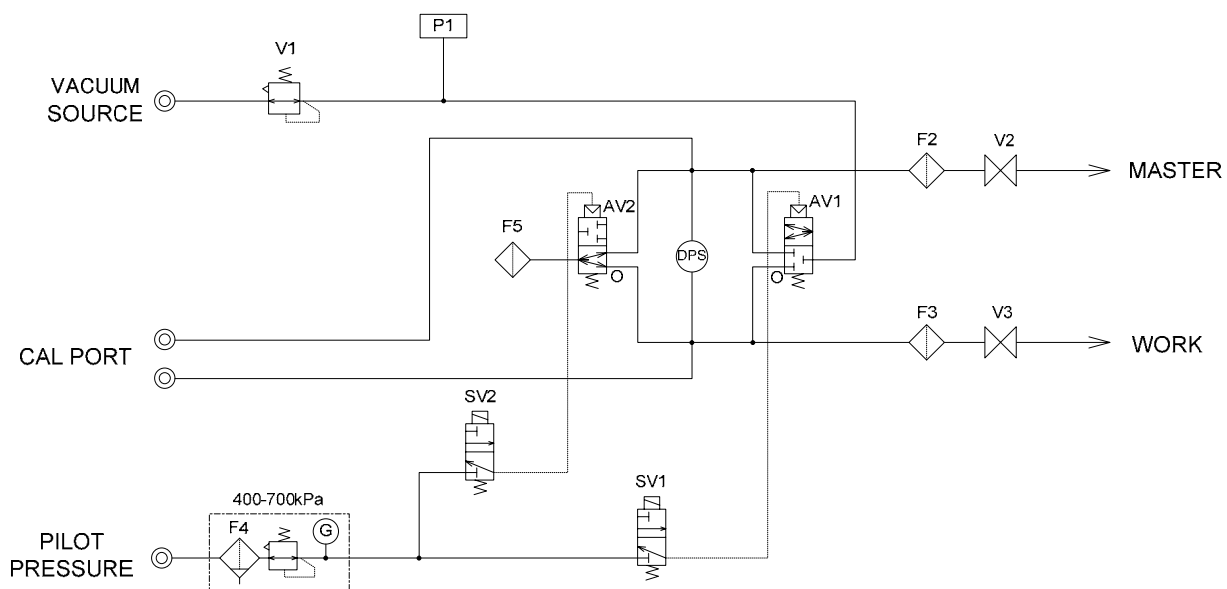 P1
V1
VACUUM
SOURCE
F2
V2
MASTER
AV2
AV1
F5
DPS
O
O
F3
V3
CAL PORT
WORK
SV2
SV1
400-700kPa
F4
G
PILOT
PRESSURE